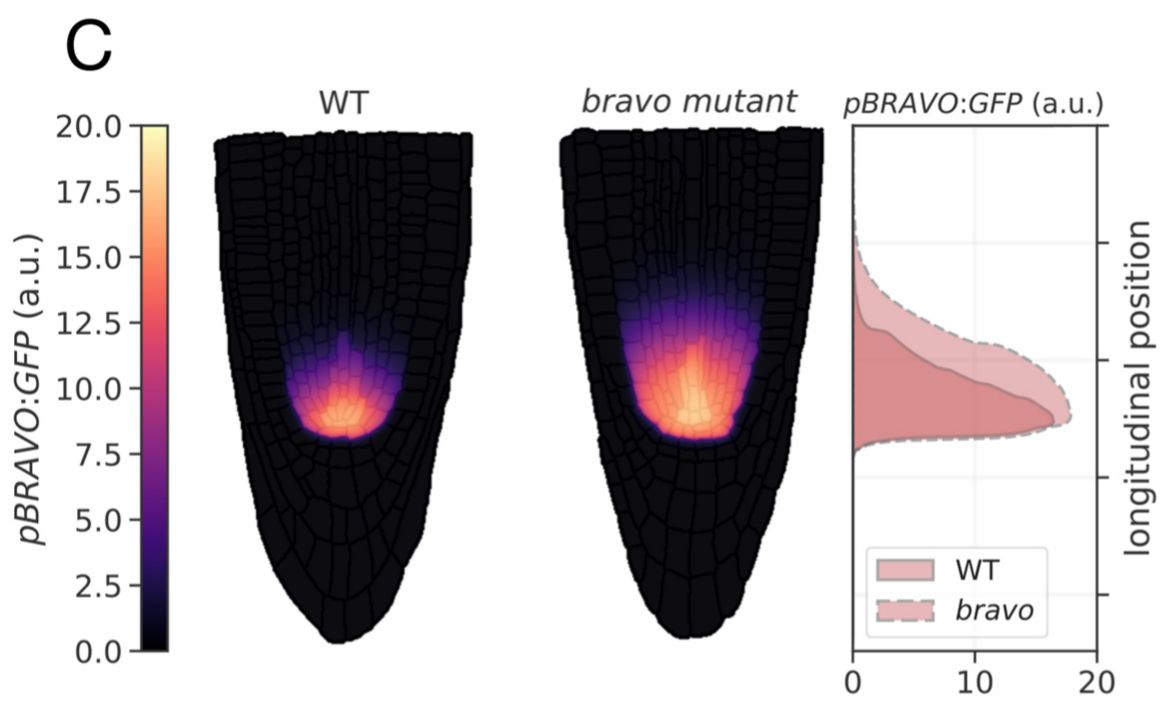 C
WT
bravo mutant
pBRAVO:GFP (a.u.)
20.0
17.5
15.0
12.5
10.0
7.5
5.0
2.5
0.0
pBRAVO:GFP (a.u.)
longitudinal position
WT
bravo
0 10 20